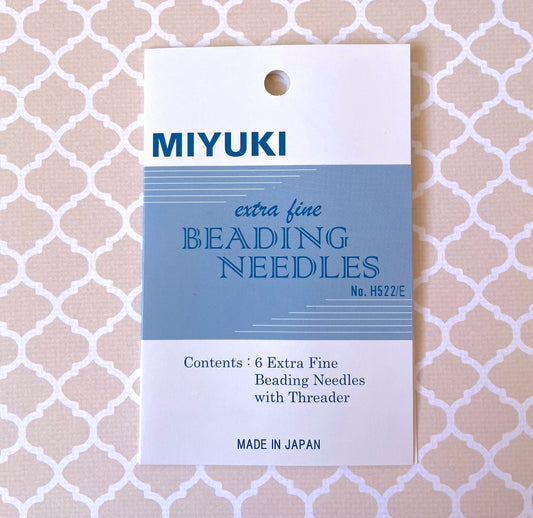 MIYUKI
extra fine
BEADING
NEEDLES
No. H522/E
Contents : 6 Extra Fine
Beading Needles
with Threader
MADE IN JAPAN